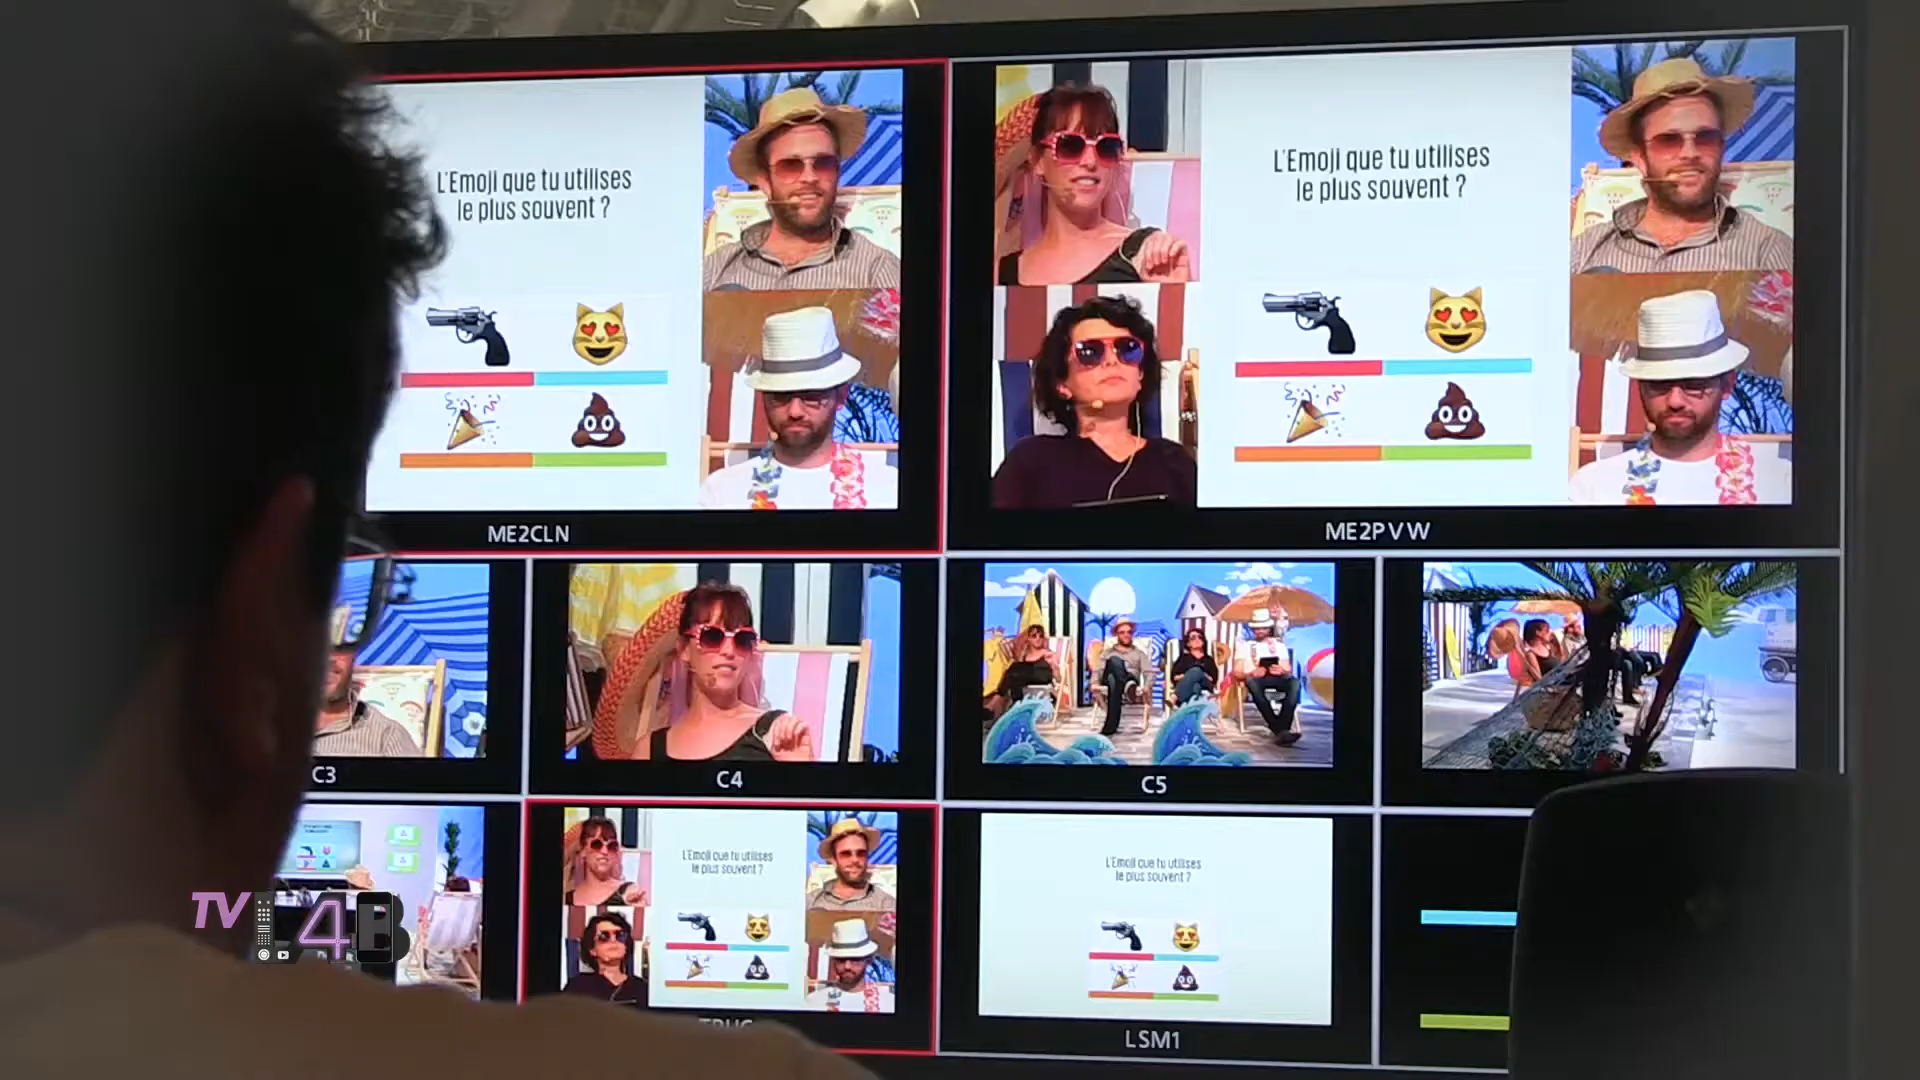 L'Emoji que tu utilises
le plus souvent ?
L'Emoji que tu utilises
le plus souvent ?
ME2CLN
ME2PVW
C3
C4
C5
L'Emoji que tu utilises
le plus souvent ?
L'Emoji que tu utilises
le plus souvent ?
TV L4B
LSM1